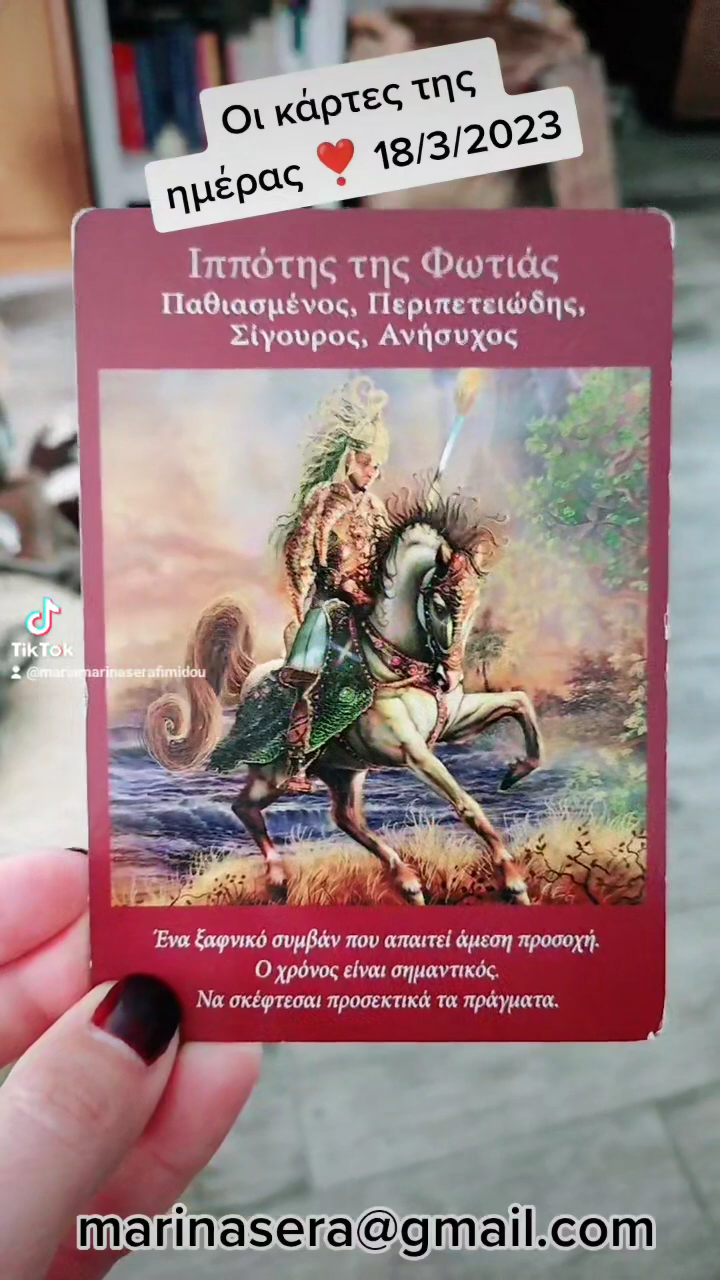 Οι κάρτες της
ημέρας ❣️ 18/3/2023
Ιππότης της Φωτιάς
Παθιασμένος, Περιπετειώδης,
Σίγουρος, Ανήσυχος
TikTok
@mariamarinaserafimidou
Ένα ξαφνικό συμβάν που απαιτεί άμεση προσοχή.
Ο χρόνος είναι σημαντικός.
Να σκέφτεσαι προσεκτικά τα πράγματα.
marinasera@gmail.com